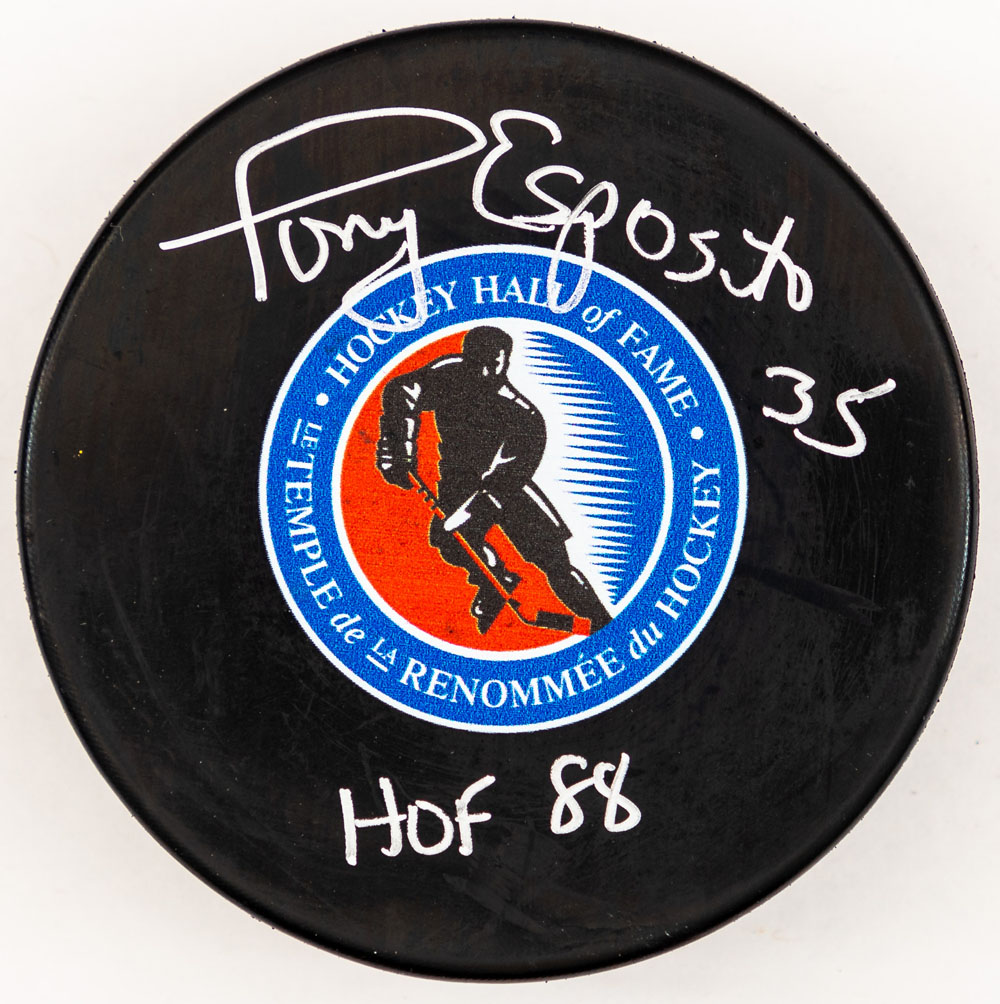 Tony Esposito
35
HOCKEY HALL of FAME
LE TEMPLE de LA RENOMMÉE du HOCKEY
HOF 88